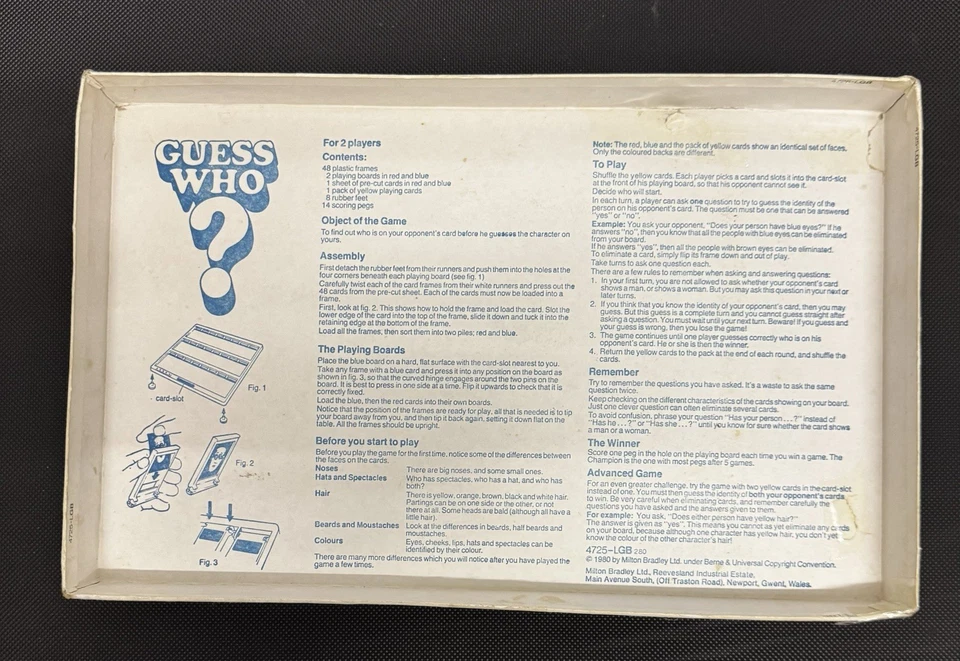 GUESS
WHO
?
Fig. 1
card-slot
Fig. 2
Fig. 3
4725-LGB
For 2 players
Contents:
48 plastic frames
2 playing boards in red and blue
1 sheet of pre-cut cards in red and blue
1 pack of yellow playing cards
8 rubber feet
14 scoring pegs
Object of the Game
To find out who is on your opponent's card before he guesses the character on
yours.
Assembly
First detach the rubber feet from their runners and push them into the holes at the
four corners beneath each playing board (see fig. 1)
Carefully twist each of the card frames from their white runners and press out the
48 cards from the pre-cut sheet. Each of the cards must now be loaded into a
frame.
First, look at fig. 2. This shows how to hold the frame and load the card. Slot the
lower edge of the card into the top of the frame, slide it down and tuck it into the
retaining edge at the bottom of the frame.
Load all the frames, then sort them into two piles; red and blue.
The Playing Boards
Place the blue board on a hard, flat surface with the card-slot nearest to you.
Take any frame with a blue card and press it into any position on the board as
shown in fig. 3, so that the curved hinge engages around the two pins on the
board. It is best to press in one side at a time. Flip it upwards to check that it is
correctly fixed.
Load the blue, then the red cards into their own boards.
Notice that the position of the frames are ready for play, all that is needed is to tip
your board away from you, and then tip it back again, setting it down flat on the
table. All the frames should be upright.
Before you start to play
Before you play the game for the first time, notice some of the differences between
the faces on the cards.
Noses There are big noses, and some small ones.
Hats and Spectacles Who has spectacles, who has a hat, and who has
both?
Hair There is yellow, orange, brown, black and white hair.
Partings can be on one side or the other, or not
there at all. Some heads are bald (although all have a
little hair).
Beards and Moustaches Look at the differences in beards, half beards and
moustaches.
Colours Eyes, cheeks, lips, hats and spectacles can be
identified by their colour.
There are many more differences which you will notice after you have played the
game a few times.
Note: The red, blue and the pack of yellow cards show an identical set of faces.
Only the coloured backs are different.
To Play
Shuffle the yellow cards. Each player picks a card and slots it into the card-slot
at the front of his playing board, so that his opponent cannot see it.
Decide who will start.
In each turn, a player can ask one question to try to guess the identity of the
person on his opponent's card. The question must be one that can be answered
"yes" or "no".
Example: You ask your opponent, "Does your person have blue eyes?" If he
answers "no", then you know that all the people with blue eyes can be eliminated
from your board.
If he answers "yes", then all the people with brown eyes can be eliminated.
To eliminate a card, simply flip its frame down and out of play.
Take turns to ask one question each.
There are a few rules to remember when asking and answering questions:
1. In your first turn, you are not allowed to ask whether your opponent's card
shows a man, or shows a woman. But you may ask this question in your next or
later turns.
2. If you think that you know the identity of your opponent's card, then you may
guess. But this guess is a complete turn and you cannot guess straight after
asking a question. You must wait until your next turn. Beware! If you guess and
your guess is wrong, then you lose the game!
3. The game continues until one player guesses correctly who is on his
opponent's card. He or she is then the winner.
4. Return the yellow cards to the pack at the end of each round, and shuffle the
cards.
Remember
Try to remember the questions you asked. It's a waste to ask the same
question twice.
Keep checking on the different characteristics of the cards showing on your board.
Just one clever question can often eliminate several cards.
To avoid confusion, phrase your question "Has your person...?" instead of
"Has he...?" or "Has she...?" until you know for sure whether the card shows
a man or a woman.
The Winner
Score one peg in the hole on the playing board each time you win a game. The
Champion is the one with most pegs after 5 games.
Advanced Game
For an even greater challenge, try the game with two yellow cards in the card-slot
instead of one. You must then guess the identity of both your opponent's cards
to win. Be very careful when eliminating cards, and remember carefully the
questions you have asked and the answers given to them.
For example: You ask, "Does either person have yellow hair?"
The answer is given as "yes". This means you cannot as yet eliminate any cards
on your board, because although one character has yellow hair, you don't yet
know the colour of the other character's hair!
4725-LGB 280
© 1980 by Milton Bradley Ltd. under Berne & Universal Copyright Convention.
Milton Bradley Ltd., Reevesland Industrial Estate,
Main Avenue South, (Off Traston Road), Newport, Gwent, Wales.
4725-LGB